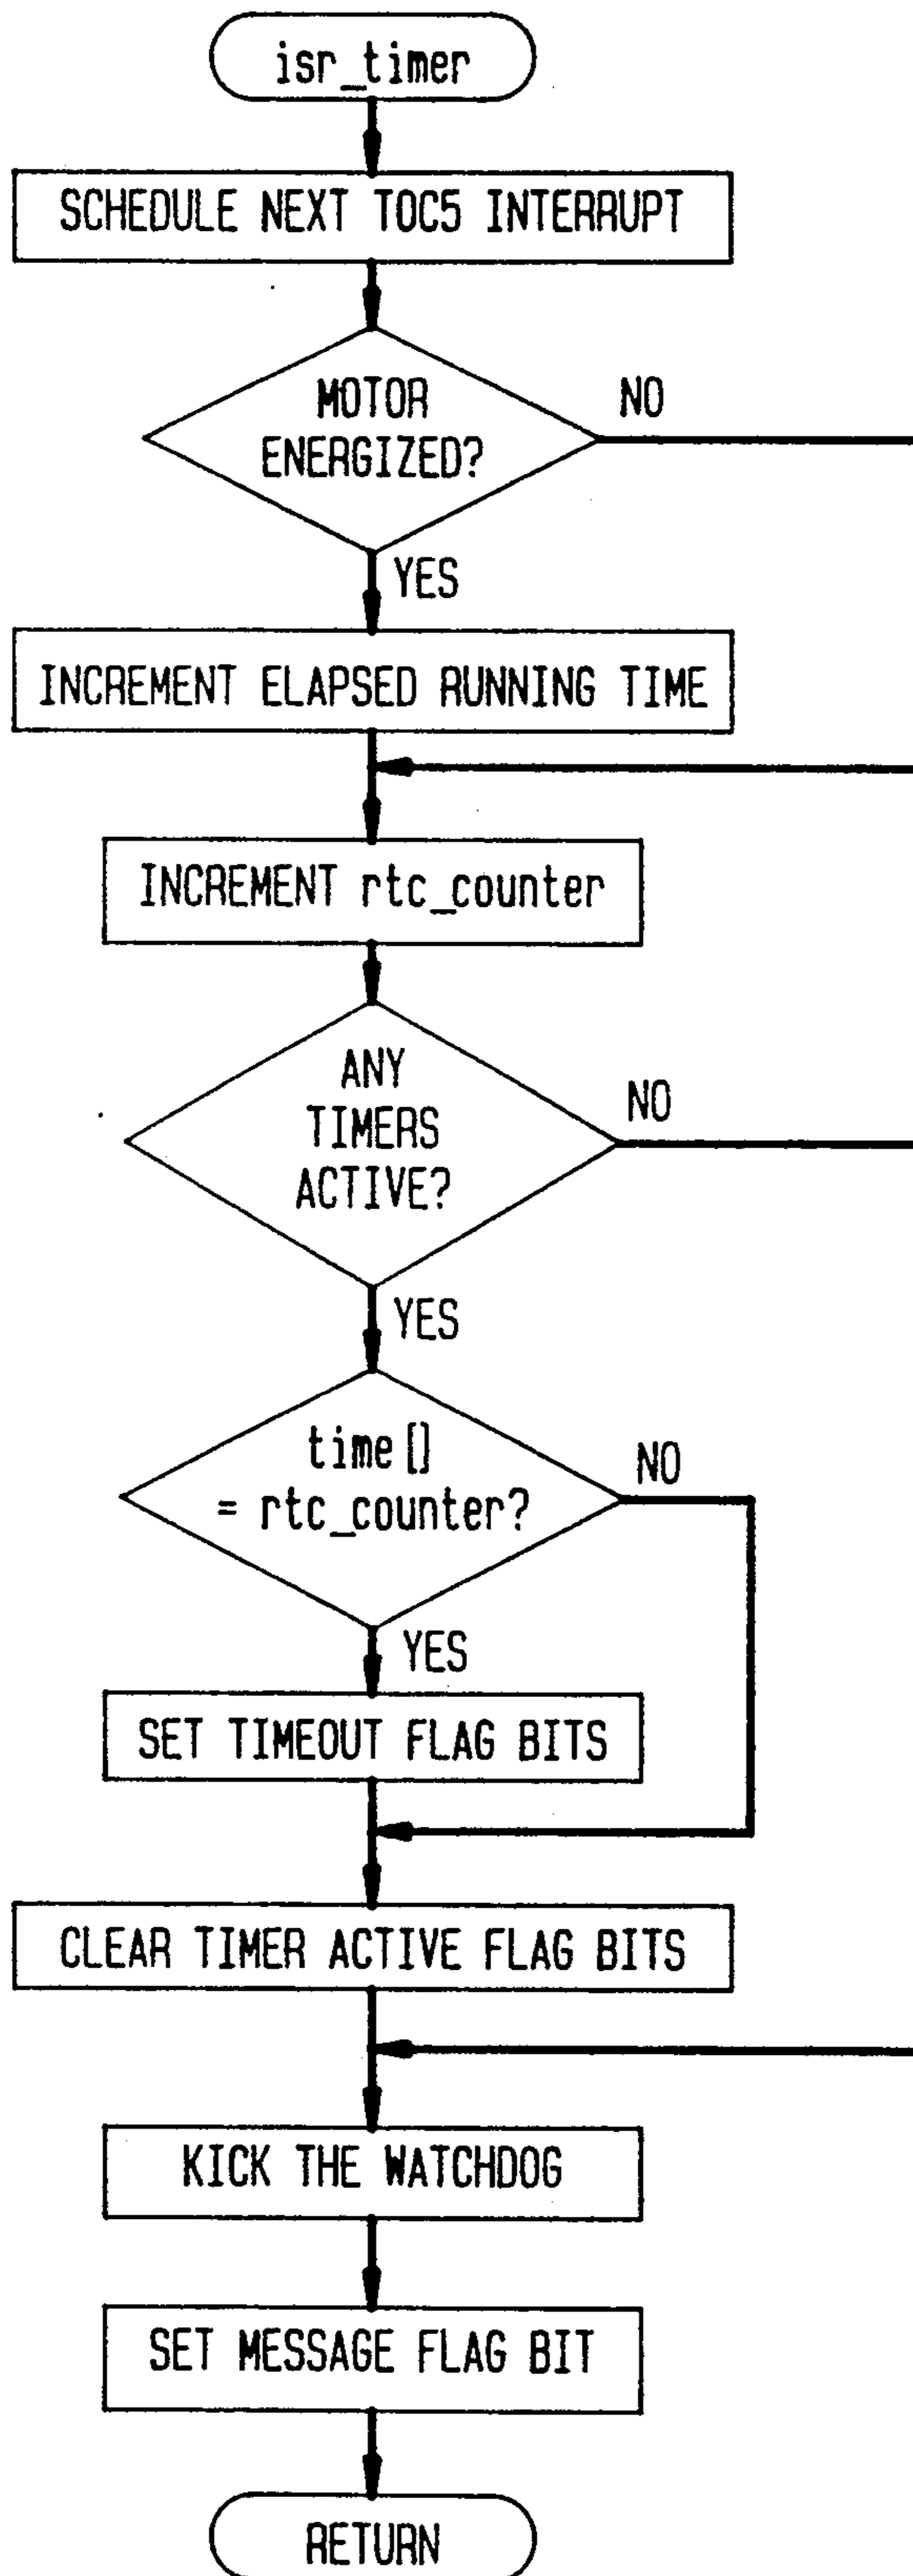 isr_timer
SCHEDULE NEXT TOC5 INTERRUPT
MOTOR
ENERGIZED?
NO
YES
INCREMENT ELAPSED RUNNING TIME
INCREMENT rtc_counter
ANY
TIMERS
ACTIVE?
NO
YES
time[]
= rtc_counter?
NO
YES
SET TIMEOUT FLAG BITS
CLEAR TIMER ACTIVE FLAG BITS
KICK THE WATCHDOG
SET MESSAGE FLAG BIT
RETURN